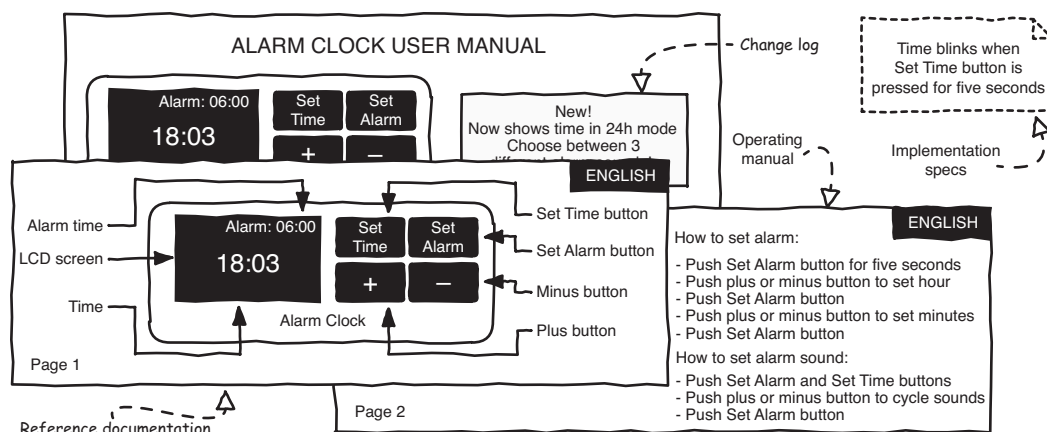 ALARM CLOCK USER MANUAL
Alarm: 06:00
18:03
Set
Time
Set
Alarm
+
–
New!
Now shows time in 24h mode
Choose between 3
Change log
Time blinks when
Set Time button is
pressed for five seconds
Implementation
specs
Operating
manual
ENGLISH
Alarm time
LCD screen
Time
Alarm: 06:00
18:03
Set
Time
Set
Alarm
+
–
Alarm Clock
Set Time button
Set Alarm button
Minus button
Plus button
Page 1
Reference documentation
ENGLISH
How to set alarm:
- Push Set Alarm button for five seconds
- Push plus or minus button to set hour
- Push Set Alarm button
- Push plus or minus button to set minutes
- Push Set Alarm button
How to set alarm sound:
- Push Set Alarm and Set Time buttons
- Push plus or minus button to cycle sounds
- Push Set Alarm button
Page 2